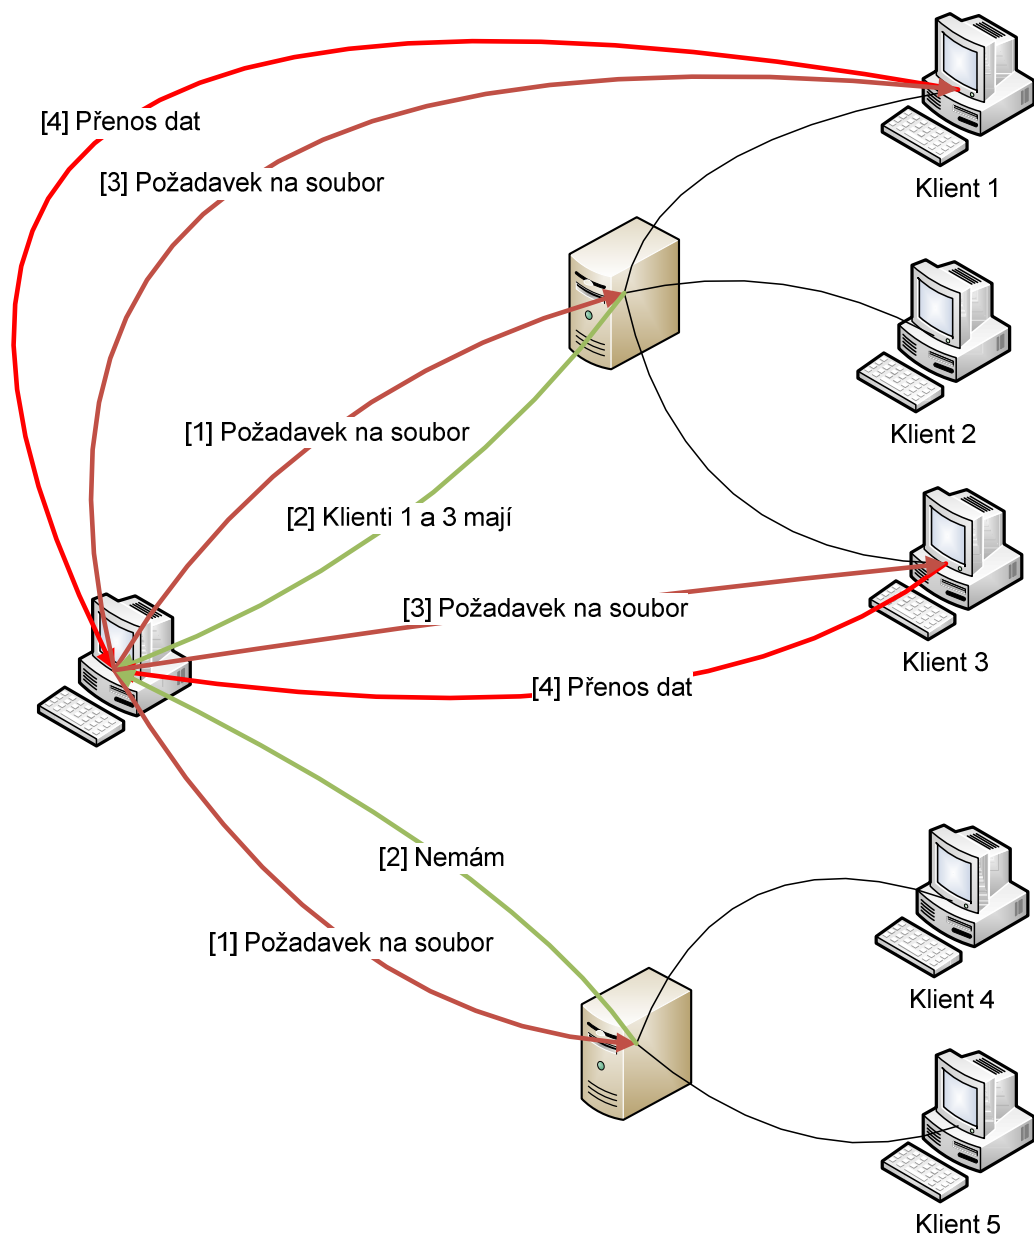 [4] Přenos dat
[3] Požadavek na soubor
Klient 1
[1] Požadavek na soubor
Klient 2
[2] Klienti 1 a 3 mají
[3] Požadavek na soubor
Klient 3
[4] Přenos dat
[2] Nemám
[1] Požadavek na soubor
Klient 4
Klient 5